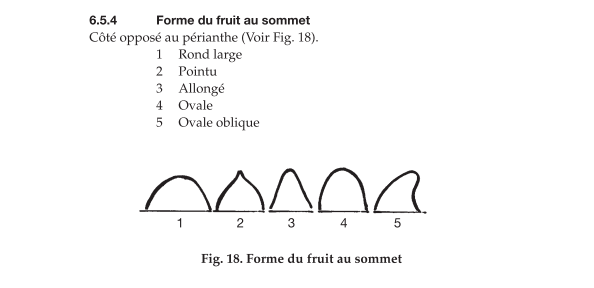 6.5.4 Forme du fruit au sommet
Côté opposé au périanthe (Voir Fig. 18).
1 Rond large
2 Pointu
3 Allongé
4 Ovale
5 Ovale oblique
1 2 3 4 5
Fig. 18. Forme du fruit au sommet